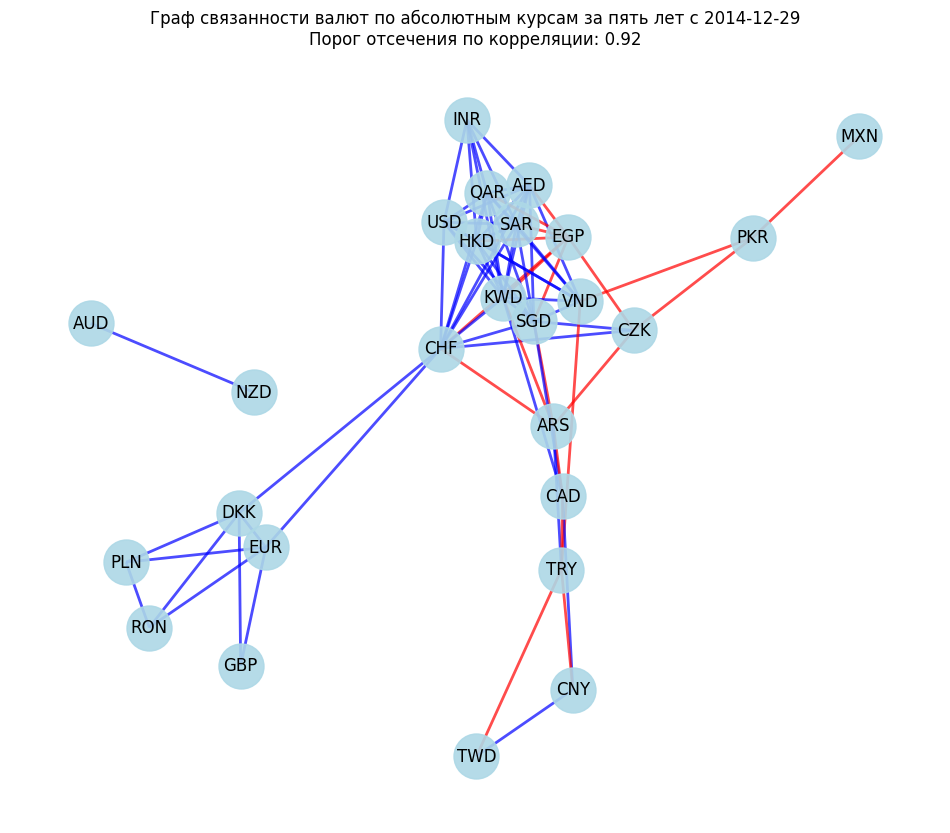 Граф связанности валют по абсолютным курсам за пять лет с 2014-12-29
Порог отсечения по корреляции: 0.92
INR
MXN
QAR
AED
USD
SAR
HKD
EGP
PKR
KWD
VND
SGD
AUD
CZK
CHF
NZD
ARS
CAD
DKK
EUR
PLN
TRY
RON
GBP
CNY
TWD